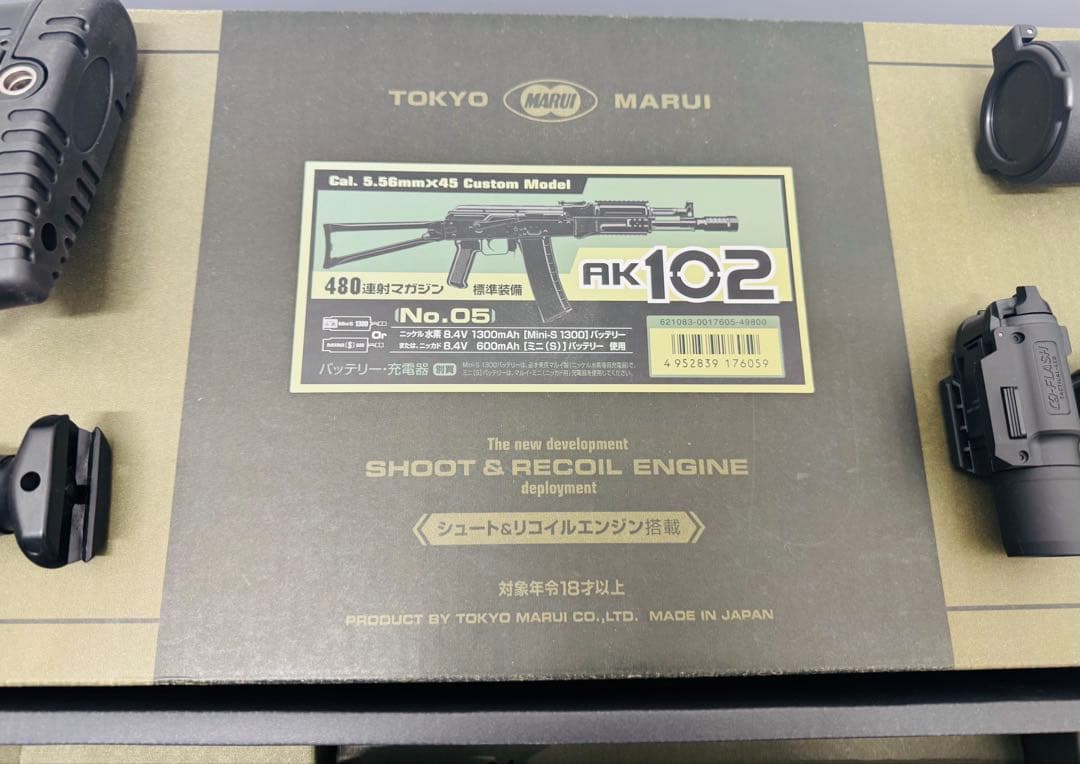 TOKYO MARUI MARUI
Cal. 5.56mm×45 Custom Model
AK102
480連射マガジン 標準装備
No.05
Mini-S 1300
Or
ニッケル水素 8.4V 1300mAh [Mini-S 1300] バッテリー
または、ニッカド 8.4V 600mAh [ミニ(S)] バッテリー 使用
バッテリー・充電器 別売
621083-0017605-49800
4 952839 176059
The new development
SHOOT & RECOIL ENGINE
deployment
シュート&リコイルエンジン搭載
対象年令18才以上
PRODUCT BY TOKYO MARUI CO.,LTD. MADE IN JAPAN
-FLASH
TACTICAL LED